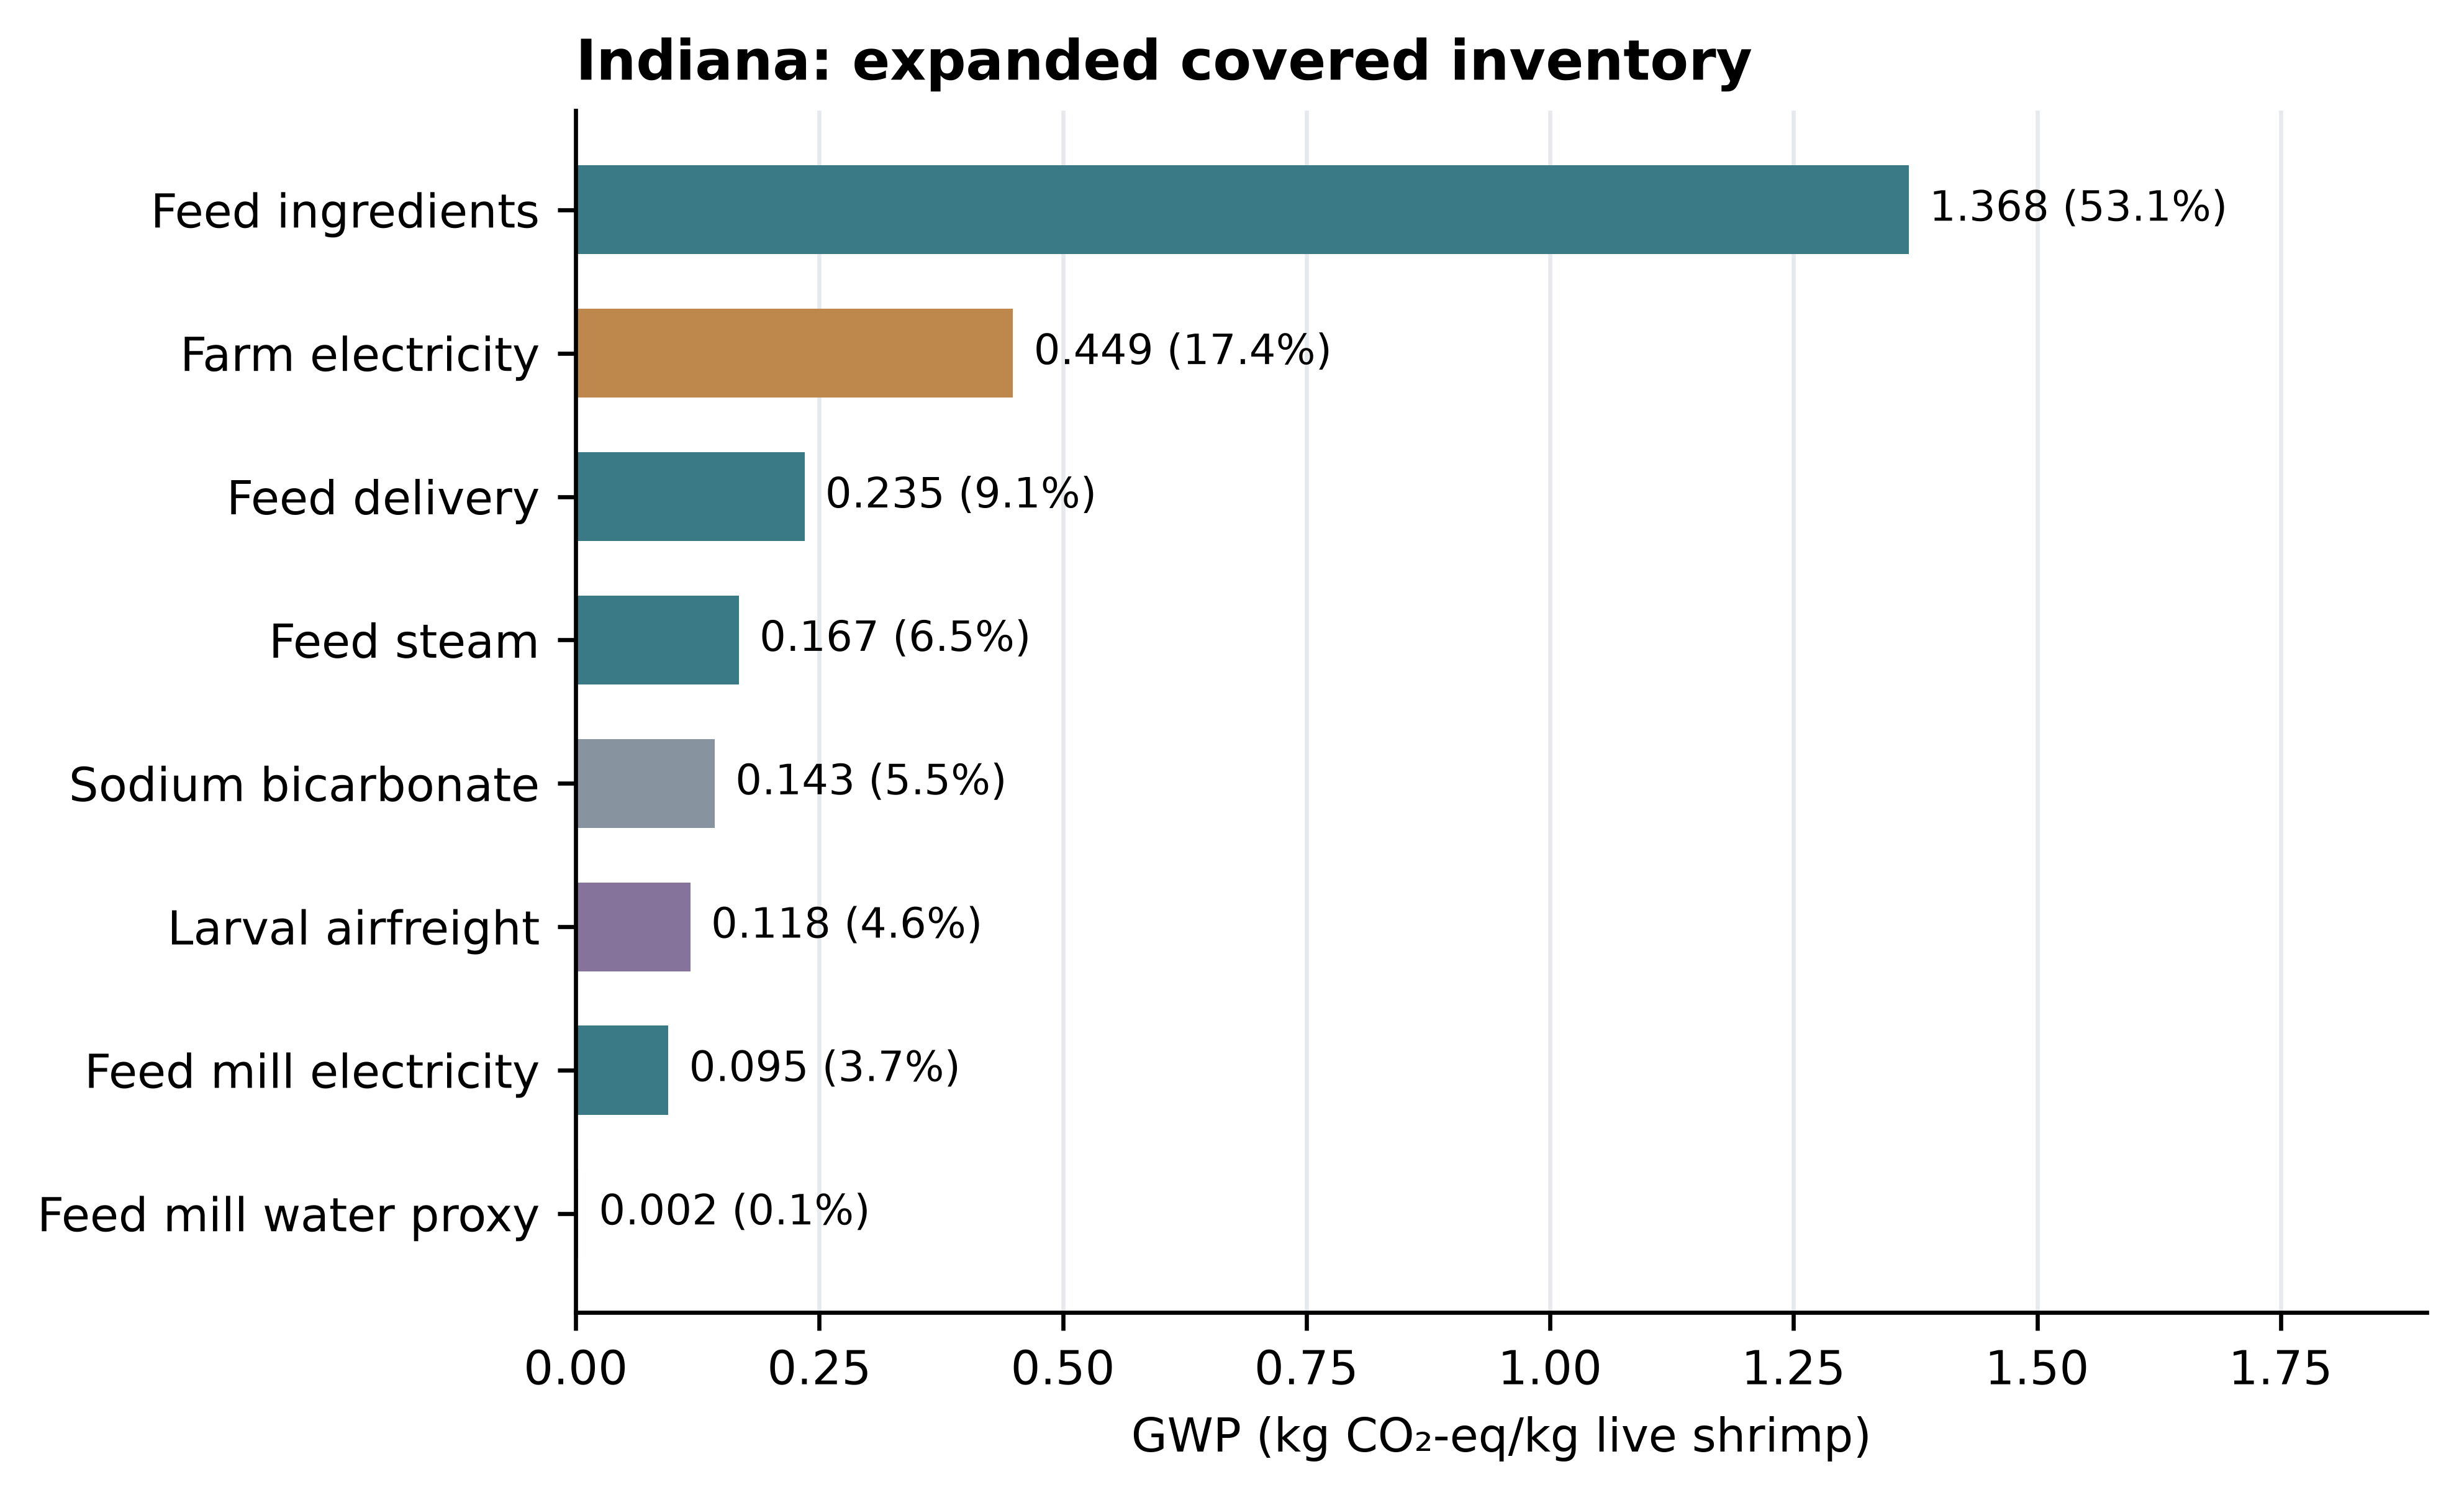 Indiana: expanded covered inventory
Feed ingredients 1.368 (53.1%)
Farm electricity 0.449 (17.4%)
Feed delivery 0.235 (9.1%)
Feed steam 0.167 (6.5%)
Sodium bicarbonate 0.143 (5.5%)
Larval airfreight 0.118 (4.6%)
Feed mill electricity 0.095 (3.7%)
Feed mill water proxy 0.002 (0.1%)
0.00 0.25 0.50 0.75 1.00 1.25 1.50 1.75
GWP (kg CO₂-eq/kg live shrimp)